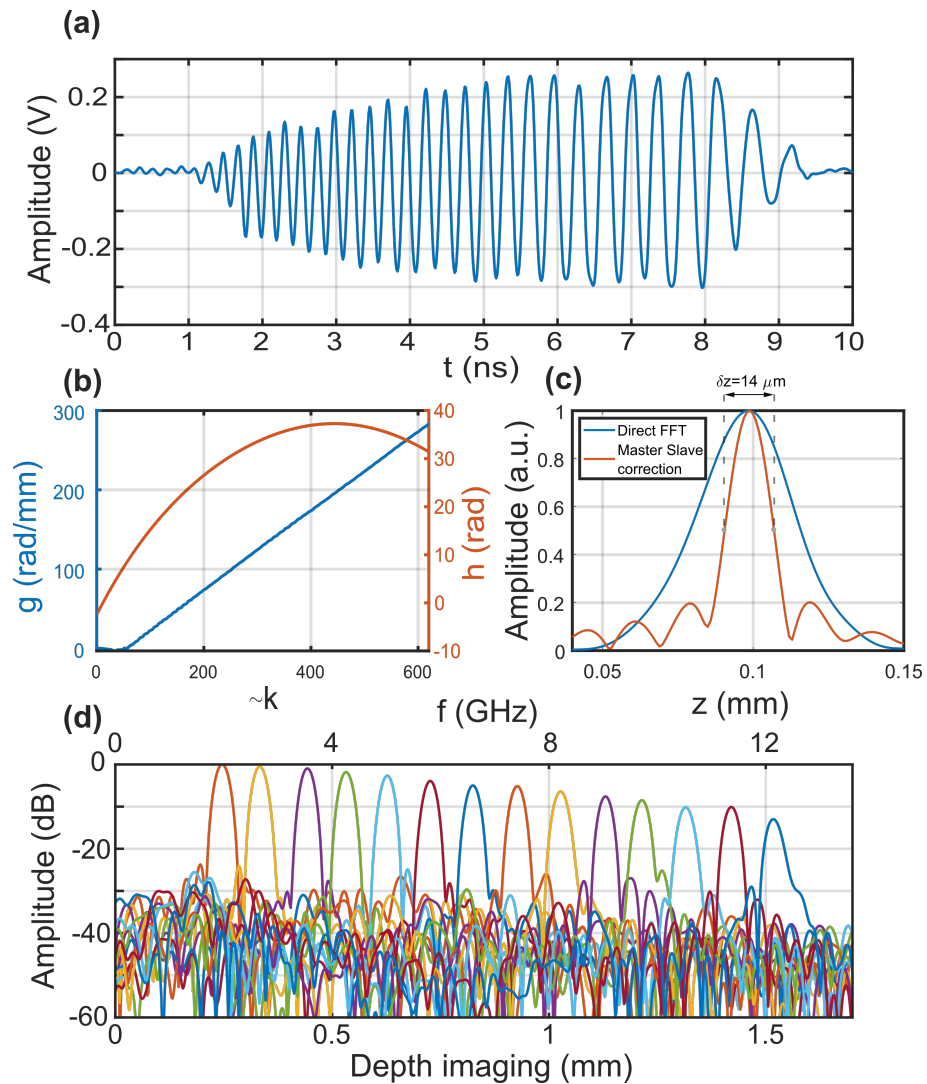 (a)
Amplitude (V)
0.2
0
-0.2
-0.4
0 1 2 3 4 5 6 7 8 9 10
t (ns)
(b)
g (rad/mm)
300
200
100
0
0 200 400 600
~k
40
30
20
10
0
-10
h (rad)
(c)
δz=14 μm
Direct FFT
Master Slave
correction
Amplitude (a.u.)
1
0.8
0.6
0.4
0.2
0
0.05 0.1 0.15
z (mm)
(d)
f (GHz)
0 4 8 12
Amplitude (dB)
0
-20
-40
-60
0 0.5 1 1.5
Depth imaging (mm)